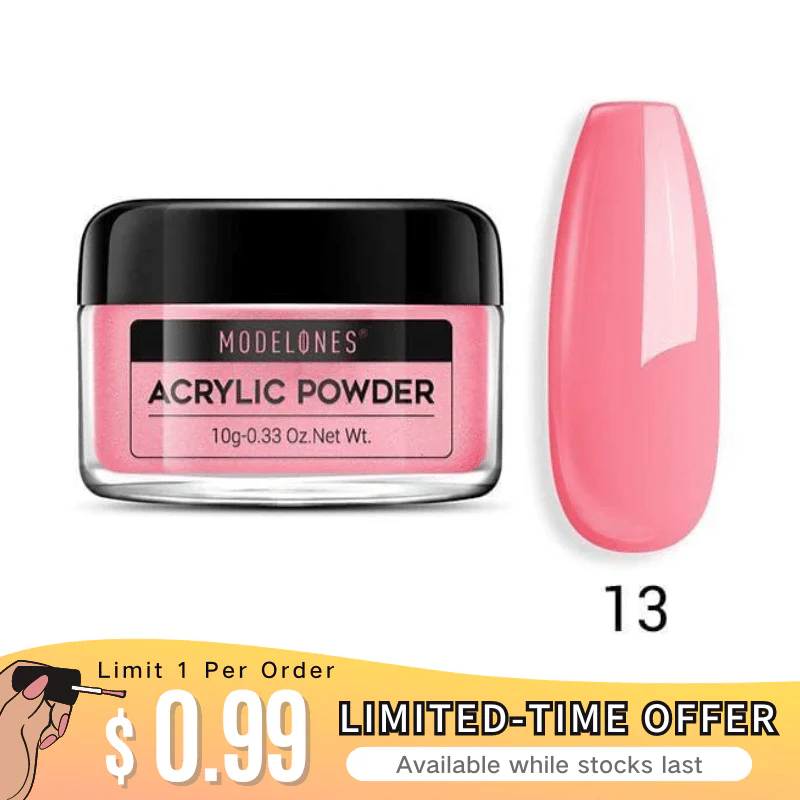 MODELONES®
ACRYLIC POWDER
10g-0.33 Oz.Net Wt.
13
Limit 1 Per Order
$ 0.99
LIMITED-TIME OFFER
Available while stocks last